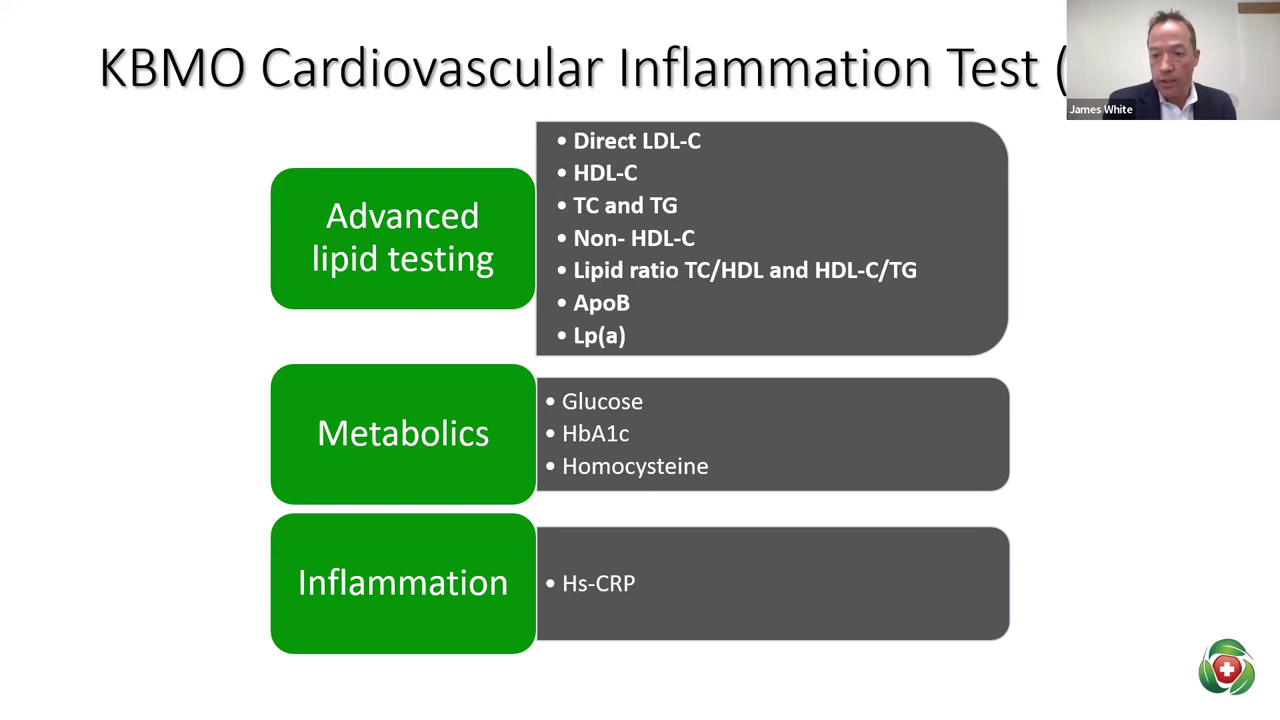 KBMO Cardiovascular Inflammation Test (
James White
Advanced
lipid testing
• Direct LDL-C
• HDL-C
• TC and TG
• Non- HDL-C
• Lipid ratio TC/HDL and HDL-C/TG
• ApoB
• Lp(a)
Metabolics
• Glucose
• HbA1c
• Homocysteine
Inflammation
• Hs-CRP